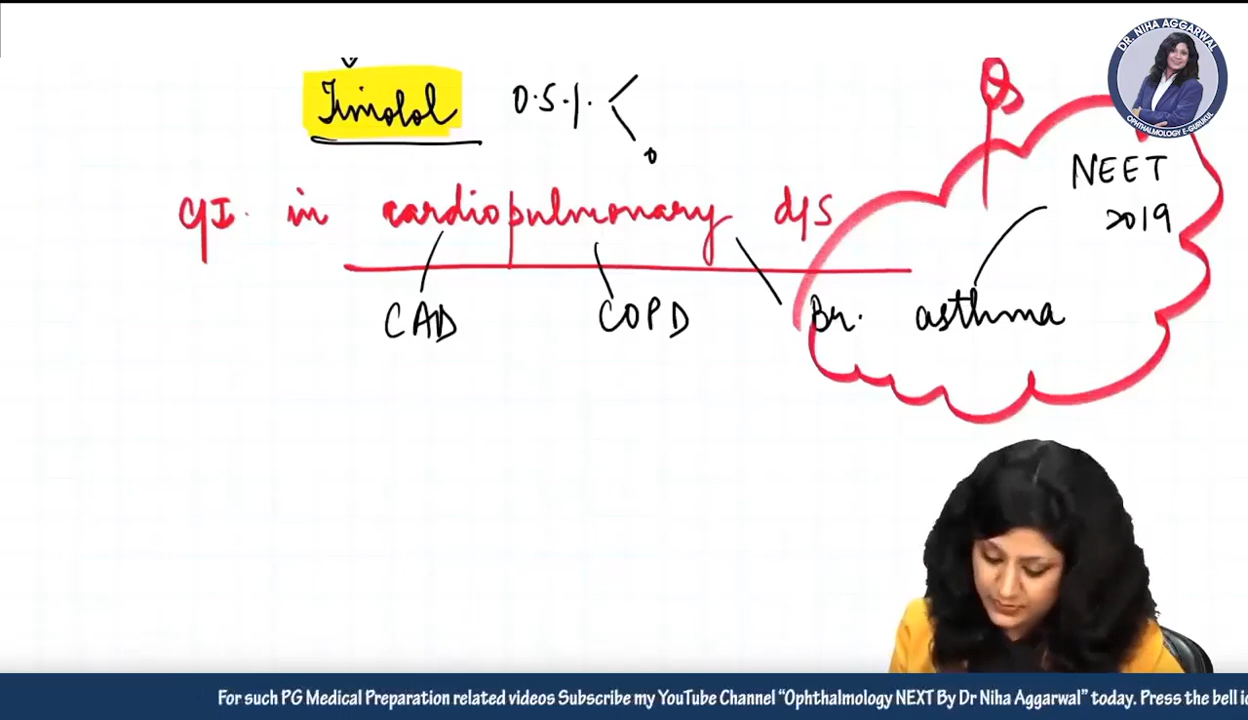 DR. NIHA AGGARWAL
OPHTHALMOLOGY E-GURUKUL
Timolol 0.5%
NEET
2019
CI. in cardiopulmonary d/s
CAD COPD Br. asthma
For such PG Medical Preparation related videos Subscribe my YouTube Channel "Ophthalmology NEXT By Dr Niha Aggarwal" today. Press the bell ic